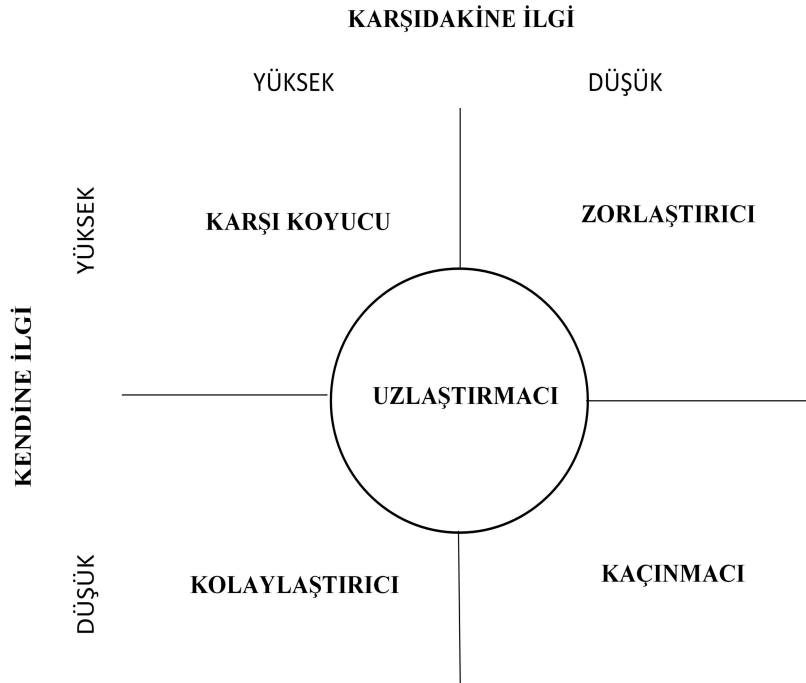 KARŞIDAKİNE İLGİ
YÜKSEK
DÜŞÜK
YÜKSEK
KARŞI KOYUCU
ZORLAŞTIRICI
KENDİNE İLGİ
UZLAŞTIRMACI
DÜŞÜK
KOLAYLAŞTIRICI
KAÇINMACI